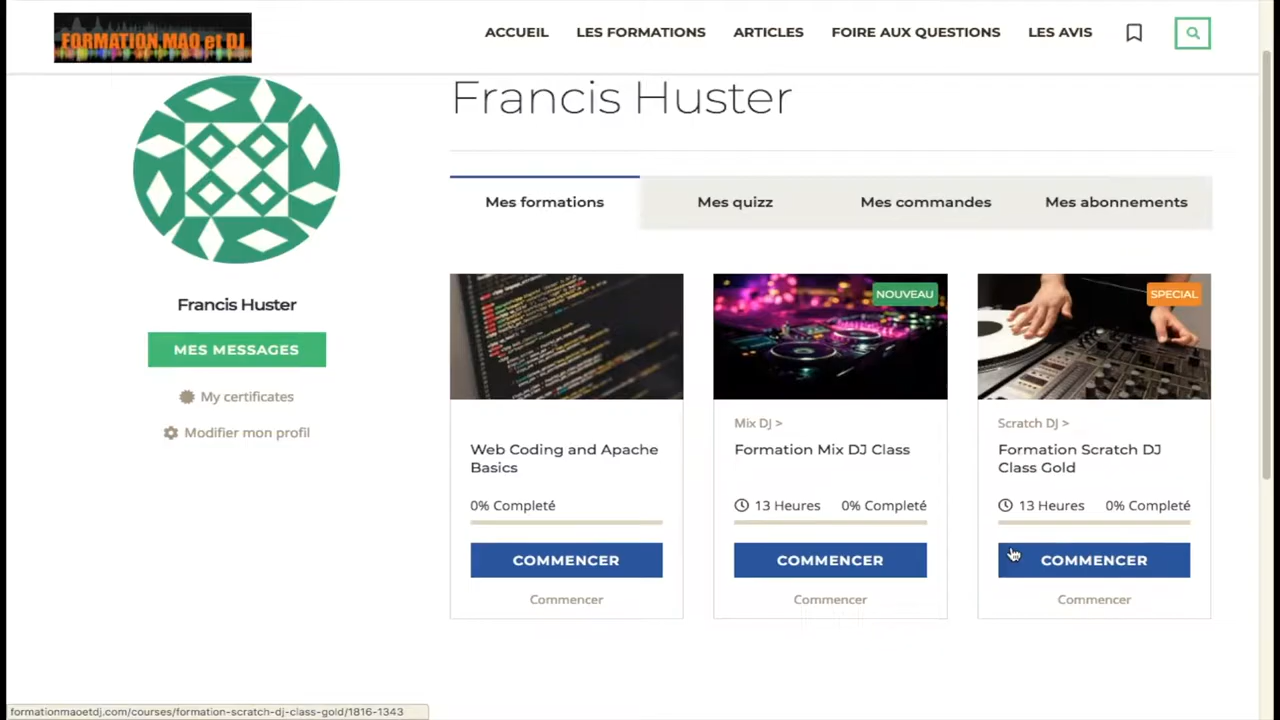 FORMATION MAO et DJ
ACCUEIL LES FORMATIONS ARTICLES FOIRE AUX QUESTIONS LES AVIS
Francis Huster
Mes formations Mes quizz Mes commandes Mes abonnements
Francis Huster
MES MESSAGES
My certificates
Modifier mon profil
Web Coding and Apache
Basics
0% Completé
COMMENCER
Commencer
NOUVEAU
Mix DJ >
Formation Mix DJ Class
13 Heures 0% Completé
COMMENCER
Commencer
SPECIAL
Scratch DJ >
Formation Scratch DJ
Class Gold
13 Heures 0% Completé
COMMENCER
Commencer
formationmaoetdj.com/courses/formation-scratch-dj-class-gold/1816-1343